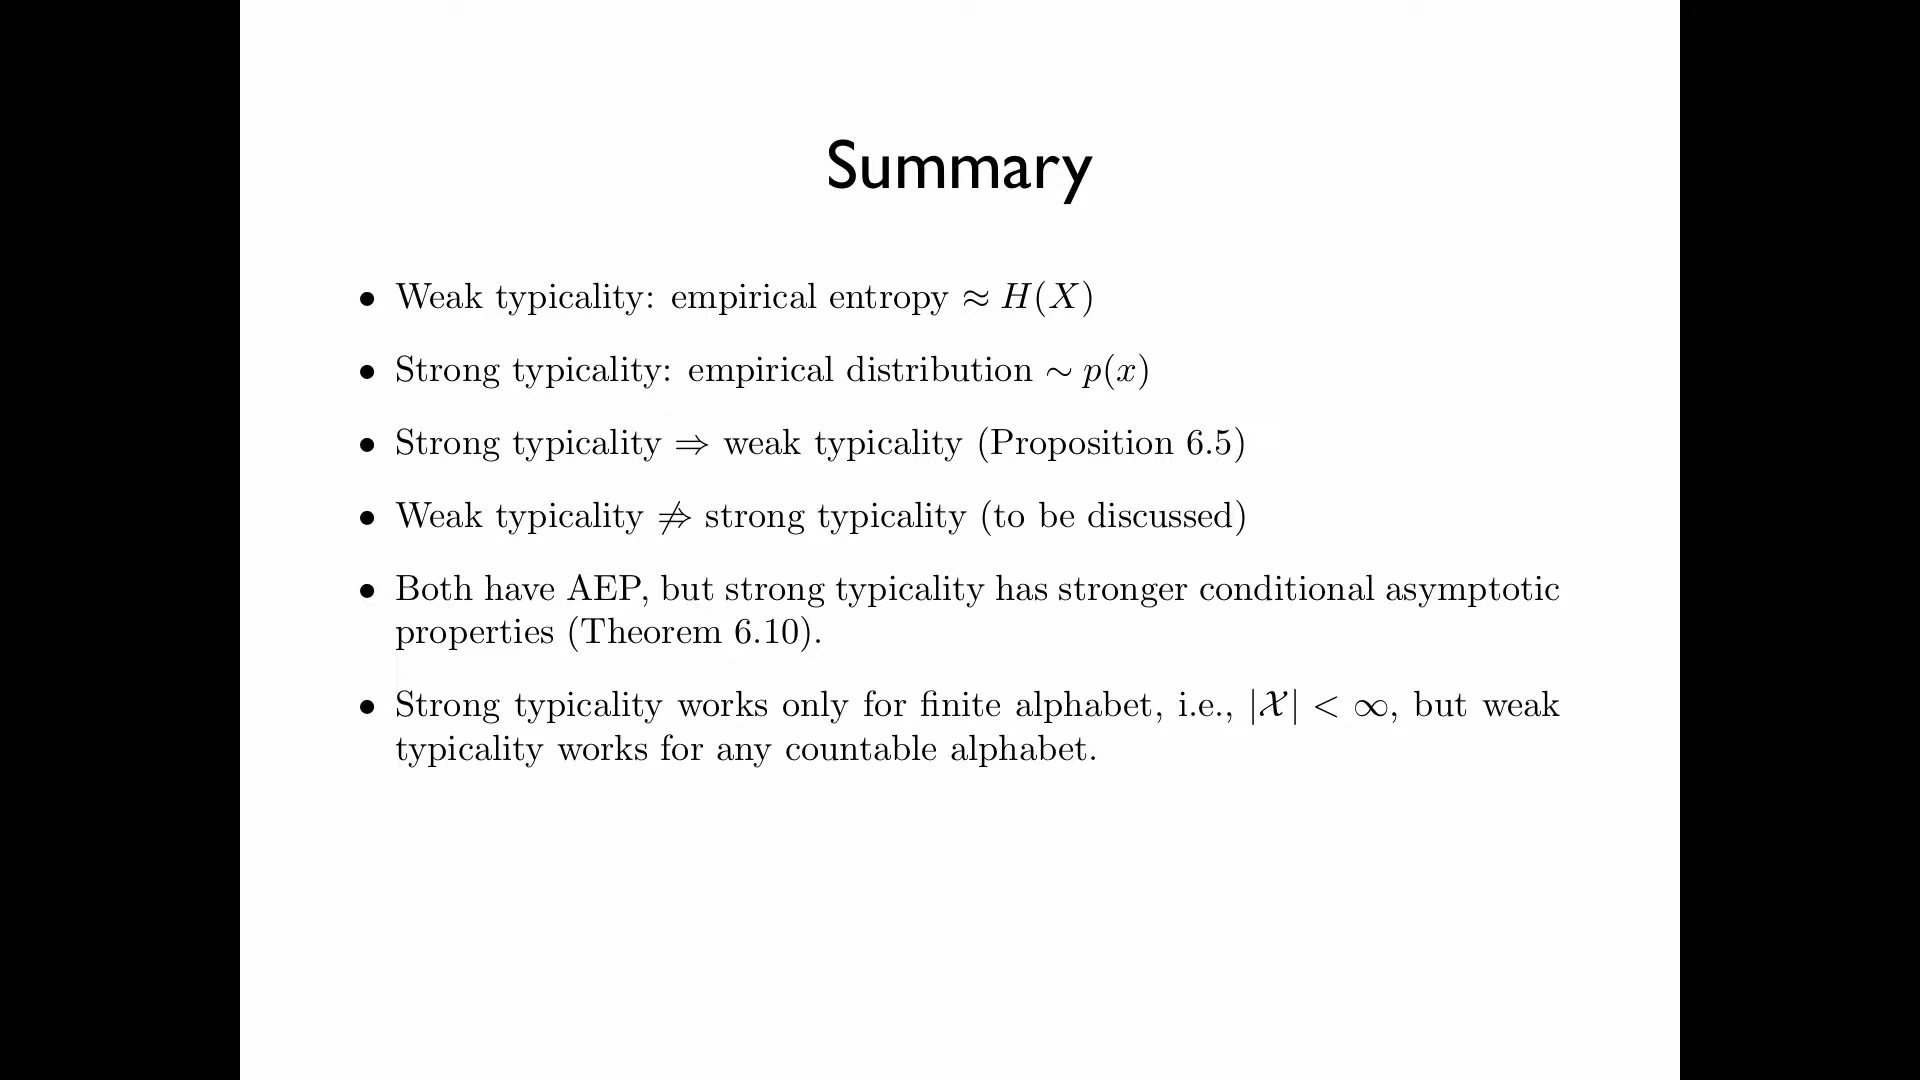 Summary
• Weak typicality: empirical entropy ≈ H(X)
• Strong typicality: empirical distribution ∼ p(x)
• Strong typicality ⇒ weak typicality (Proposition 6.5)
• Weak typicality ⇏ strong typicality (to be discussed)
• Both have AEP, but strong typicality has stronger conditional asymptotic
properties (Theorem 6.10).
• Strong typicality works only for finite alphabet, i.e., |𝒳| < ∞, but weak
typicality works for any countable alphabet.